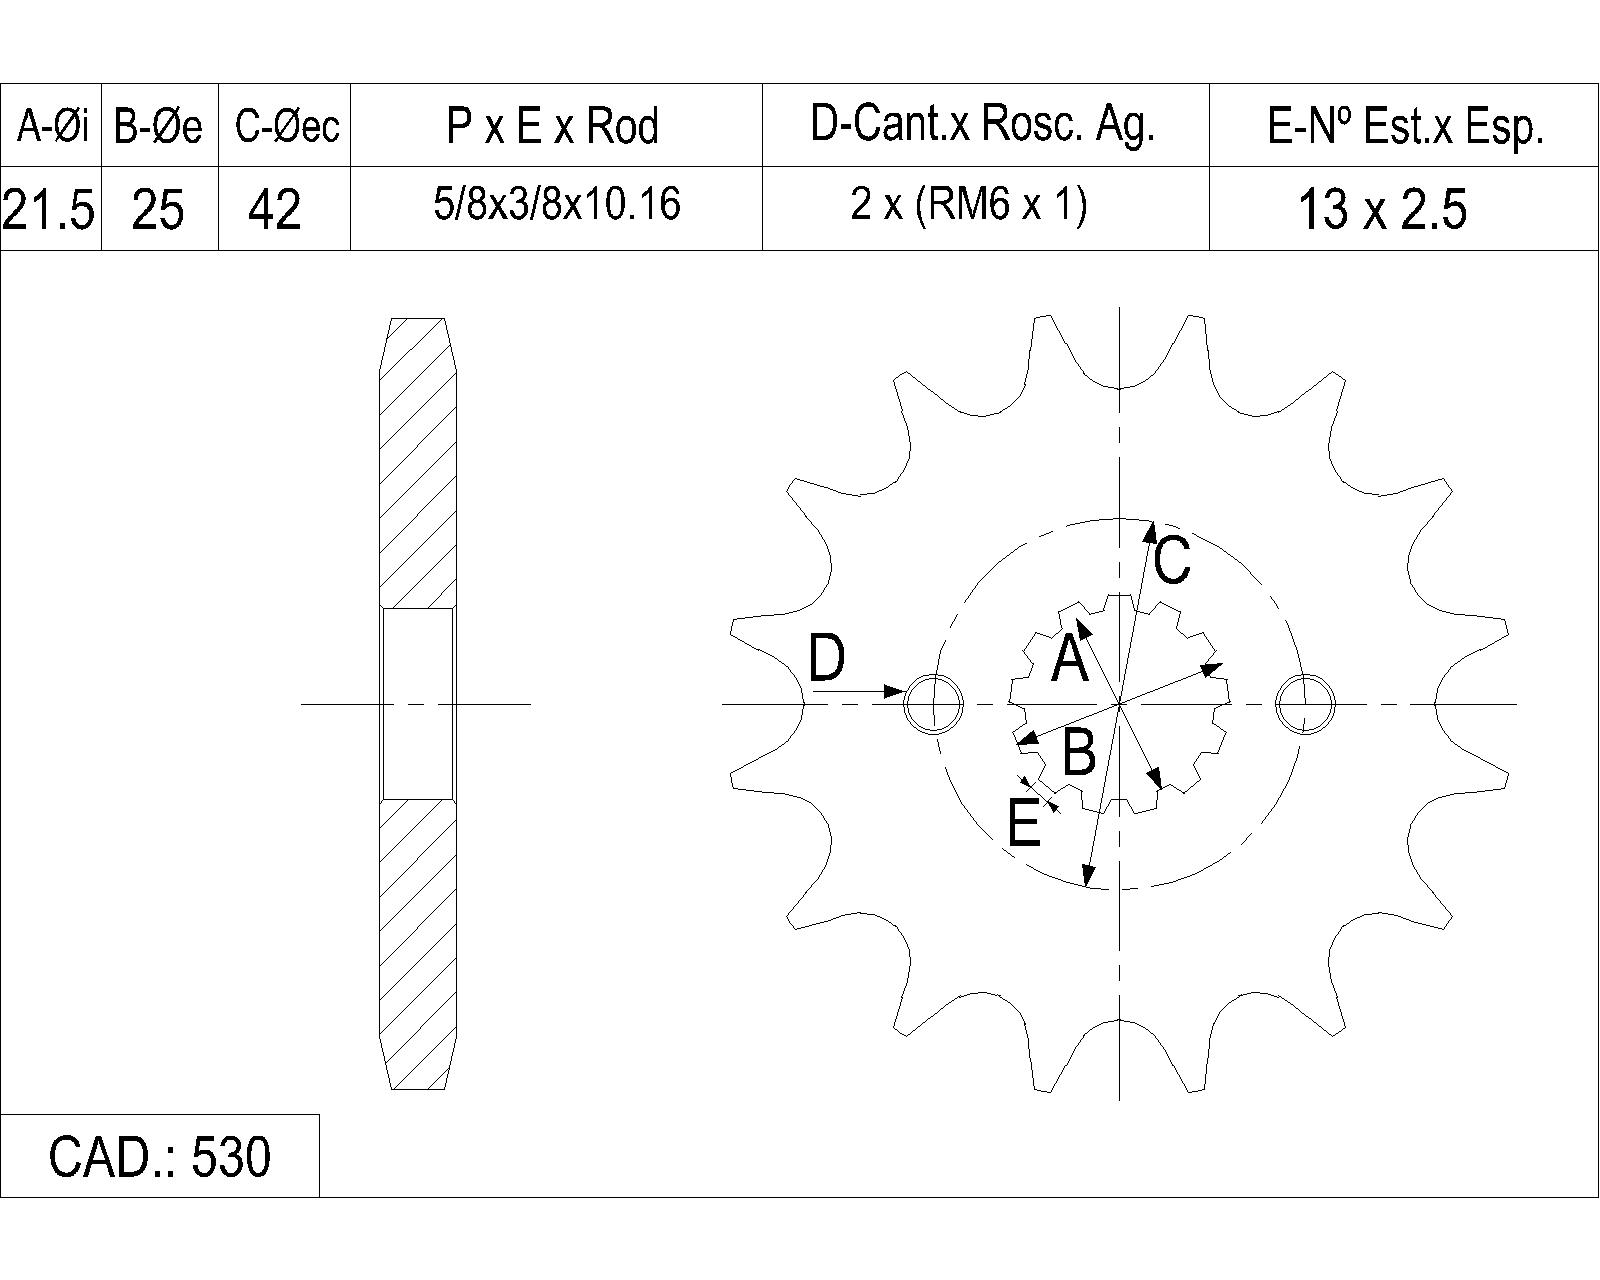 A-Øi B-Øe C-Øec P x E x Rod D-Cant.x Rosc. Ag. E-Nº Est.x Esp.
21.5 25 42 5/8x3/8x10.16 2 x (RM6 x 1) 13 x 2.5
C
A
D
B
E
CAD.: 530